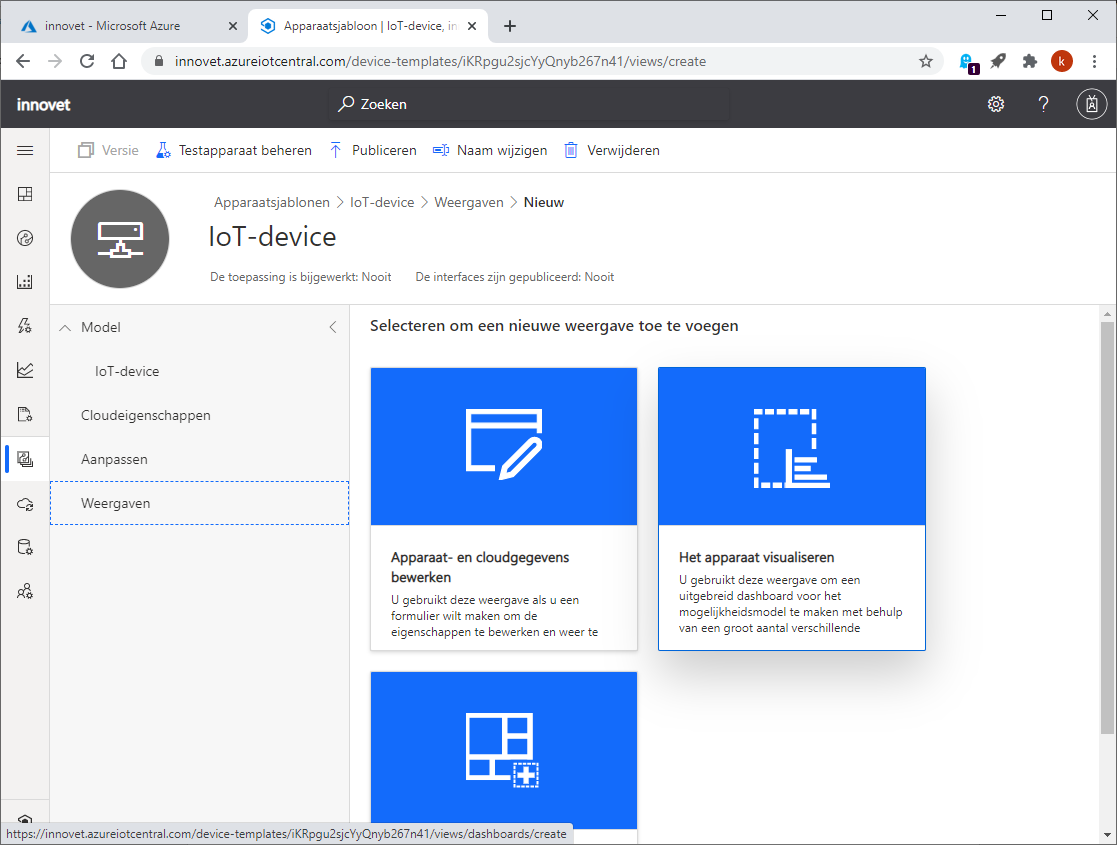 innovet - Microsoft Azure
Apparaatsjabloon | IoT-device, in
innovet.azureiotcentral.com/device-templates/iKRpgu2sjcYyQnyb267n41/views/create
1
k
innovet
Zoeken
?
Versie
Testapparaat beheren
Publiceren
Naam wijzigen
Verwijderen
Apparaatsjablonen > IoT-device > Weergaven > Nieuw
IoT-device
De toepassing is bijgewerkt: Nooit
De interfaces zijn gepubliceerd: Nooit
Model
IoT-device
Cloudeigenschappen
Aanpassen
Weergaven
Selecteren om een nieuwe weergave toe te voegen
Apparaat- en cloudgegevens
bewerken
U gebruikt deze weergave als u een
formulier wilt maken om de
eigenschappen te bewerken en weer te
Het apparaat visualiseren
U gebruikt deze weergave om een
uitgebreid dashboard voor het
mogelijkheidsmodel te maken met behulp
van een groot aantal verschillende
https://innovet.azureiotcentral.com/device-templates/iKRpgu2sjcYyQnyb267n41/views/dashboards/create